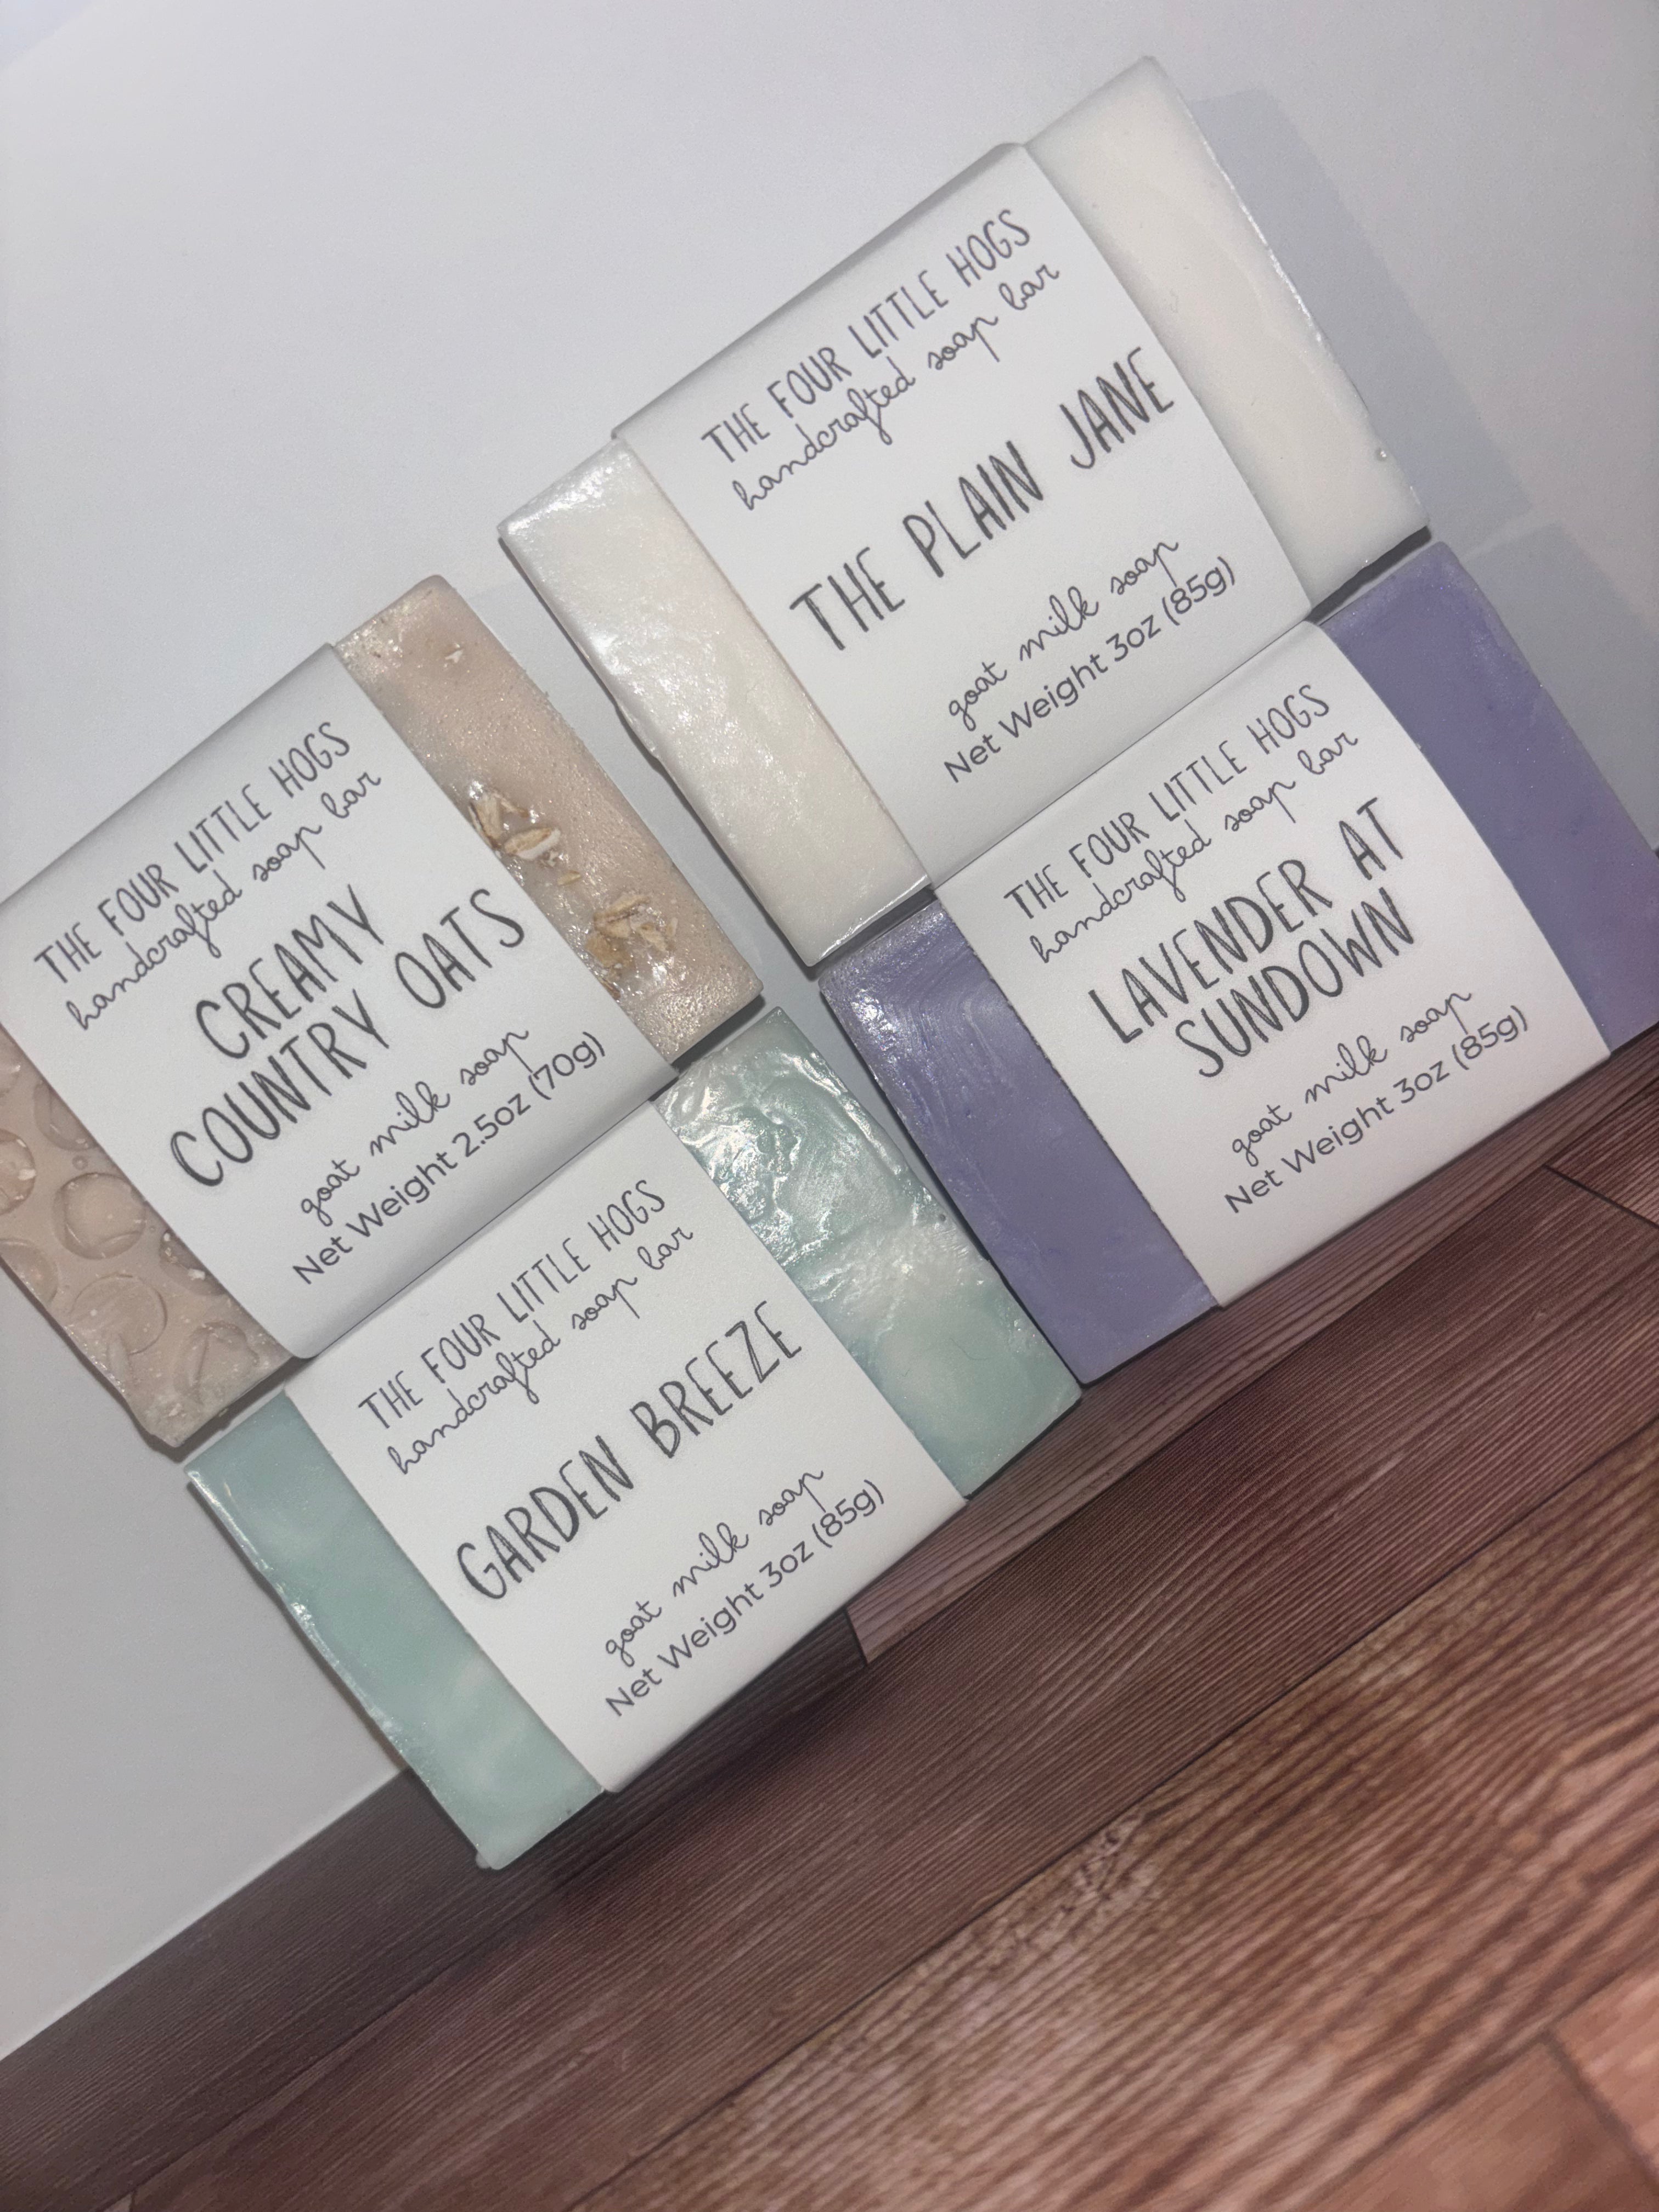 THE FOUR LITTLE HOGS
handcrafted soap bar
THE PLAIN JANE
goat milk soap
Net Weight 3oz (85g)
THE FOUR LITTLE HOGS
handcrafted soap bar
CREAMY
COUNTRY OATS
goat milk soap
Net Weight 2.5oz (70g)
THE FOUR LITTLE HOGS
handcrafted soap bar
LAVENDER AT
SUNDOWN
goat milk soap
Net Weight 3oz (85g)
THE FOUR LITTLE HOGS
handcrafted soap bar
GARDEN BREEZE
goat milk soap
Net Weight 3oz (85g)